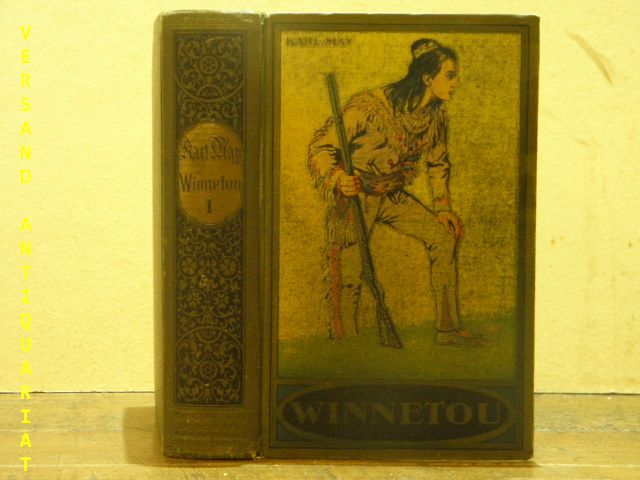 VERSAND ANTIQUARIAT
Karl May
Winnetou
I
KARL MAY
WINNETOU